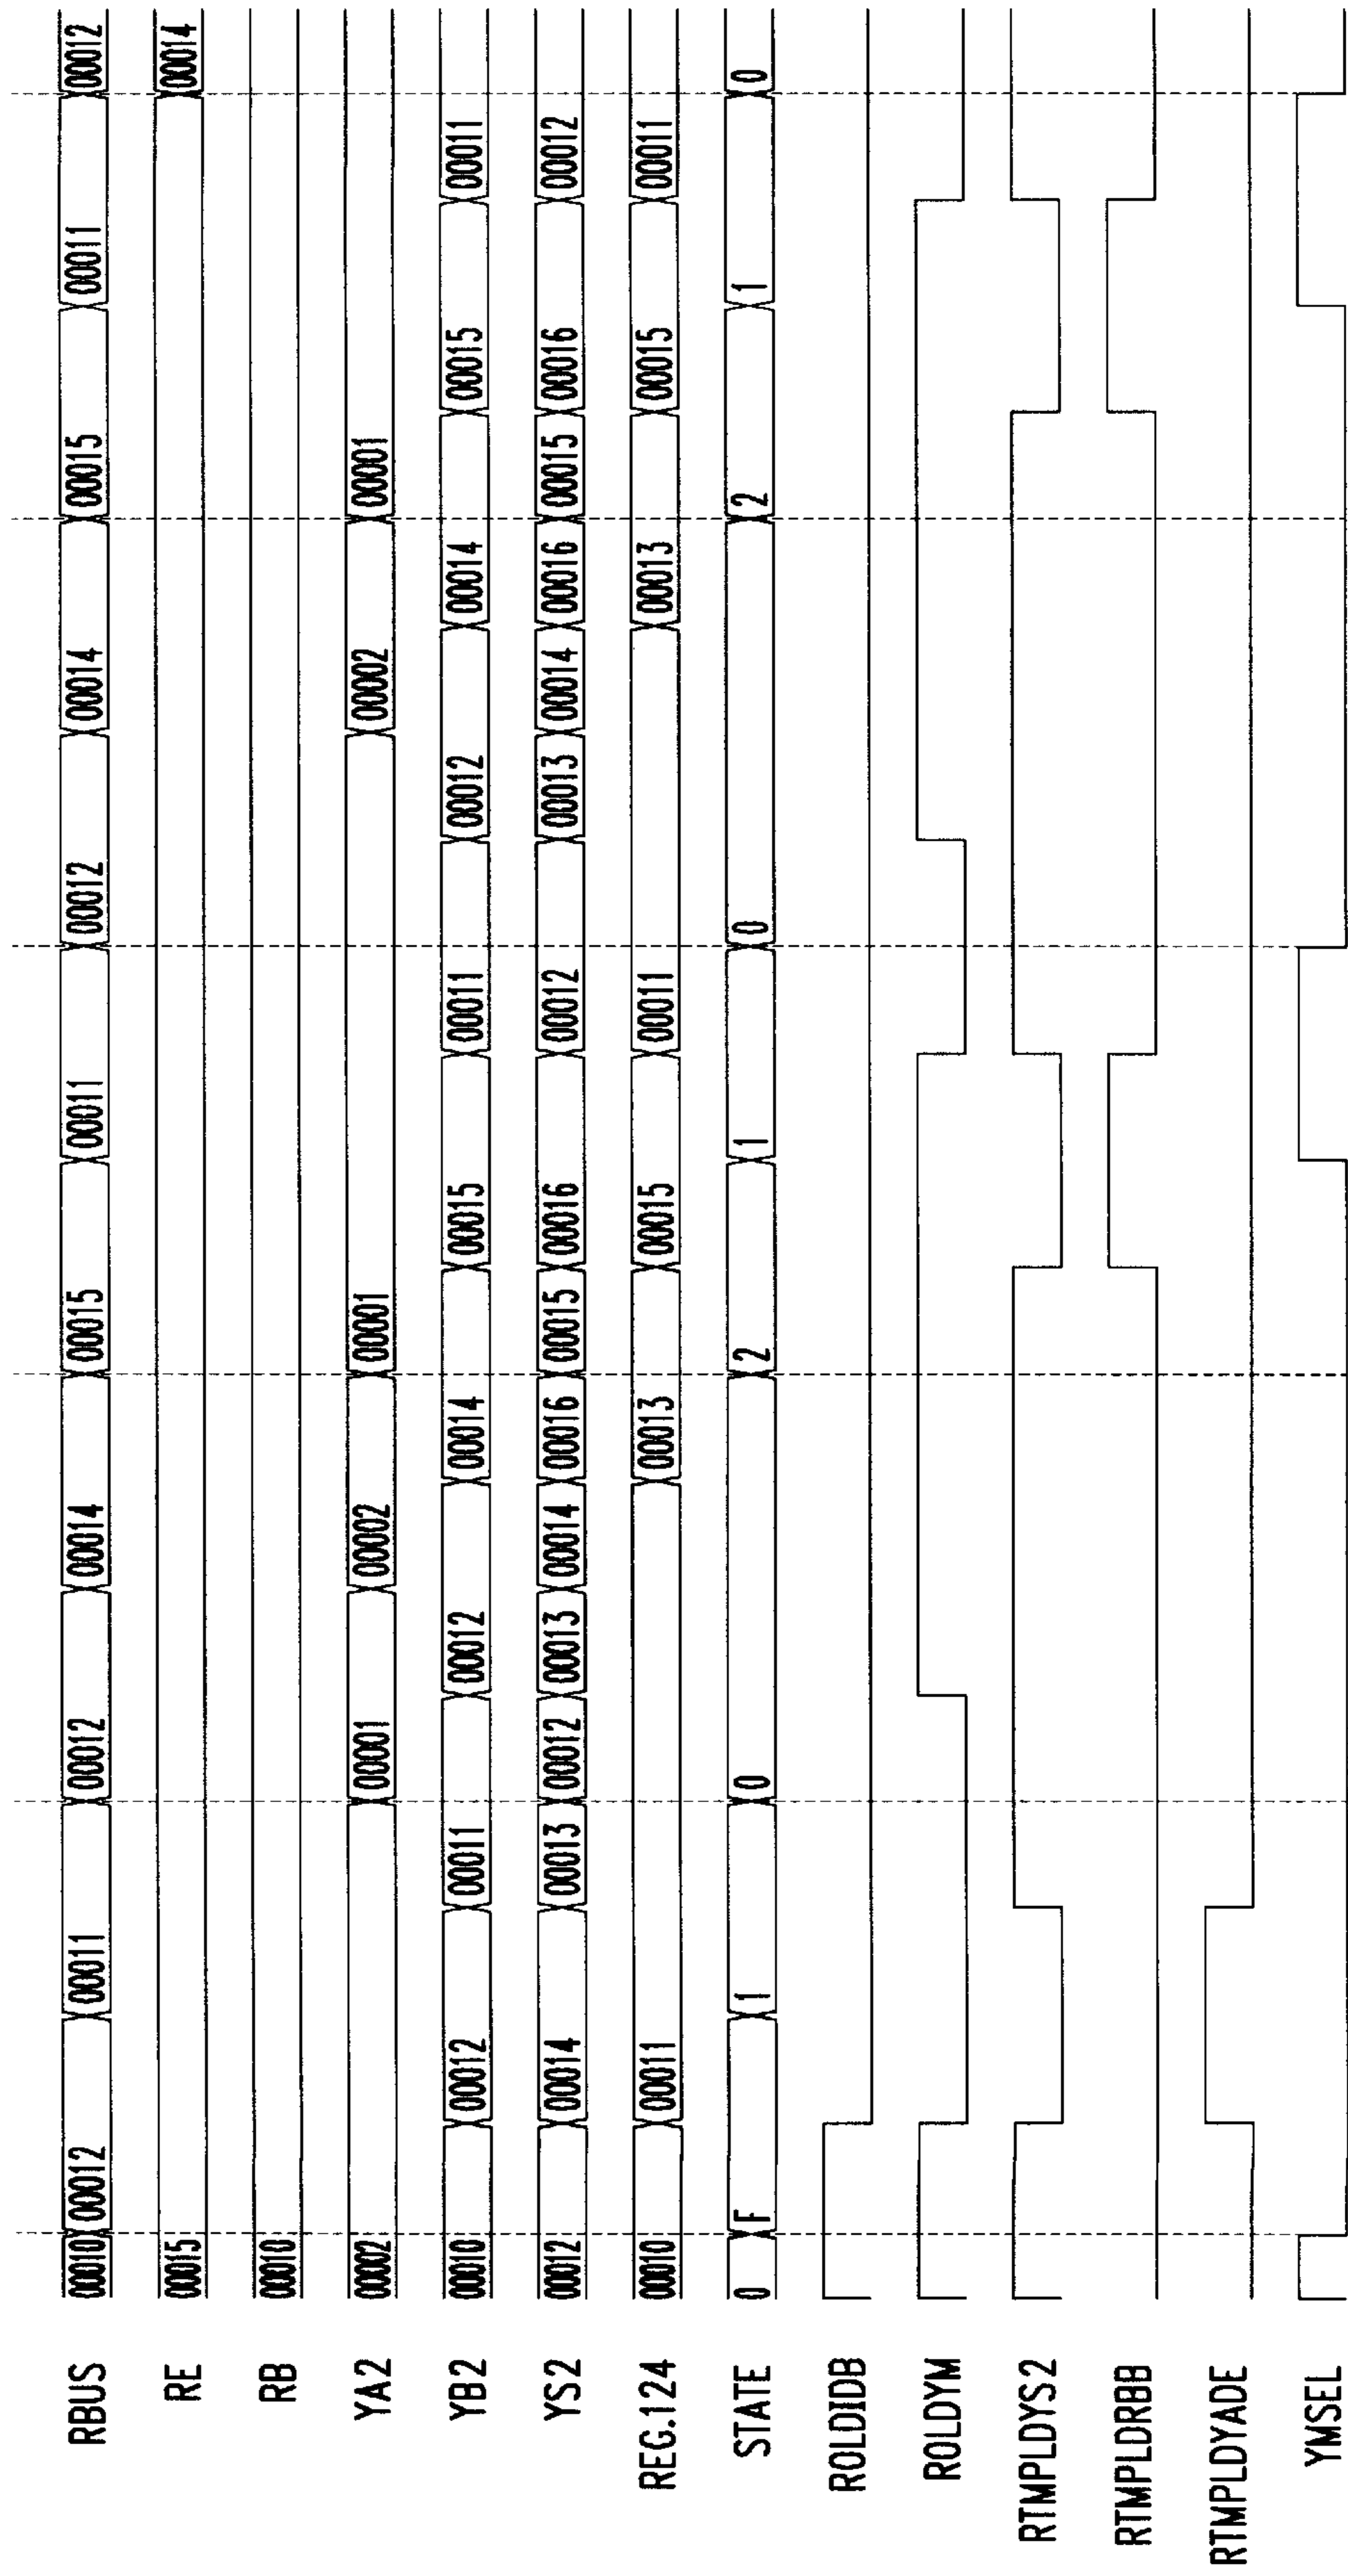 RBUS 00010 00012 00011 00012 00014 00015 00011 00012 00014 00015 00011 00012
RE 00015 00014
RB 00010
YA2 00002 00001 00002 00001 00002 00001
YB2 00010 00012 00011 00012 00014 00015 00011 00012 00014 00015 00011
YS2 00012 00014 00013 00012 00013 00014 00016 00015 00016 00012 00013 00014 00016 00015 00016 00012
REG.124 00010 00011 00013 00015 00011 00013 00015 00011
STATE 0 F 1 0 2 1 0 2 1 0
ROLDIDB
ROLDYM
RTMPLDYS2
RTMPLDRBB
RTMPLDYADE
YMSEL